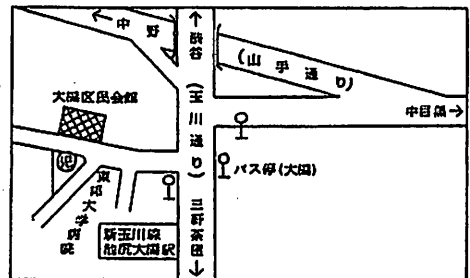 ←中野
↑渋谷
(山手通り)
(玉川通り)
中目黒→
大橋区民会館
バス停(大橋)
東邦大学病院
三軒茶屋↓
新玉川線
池尻大橋駅